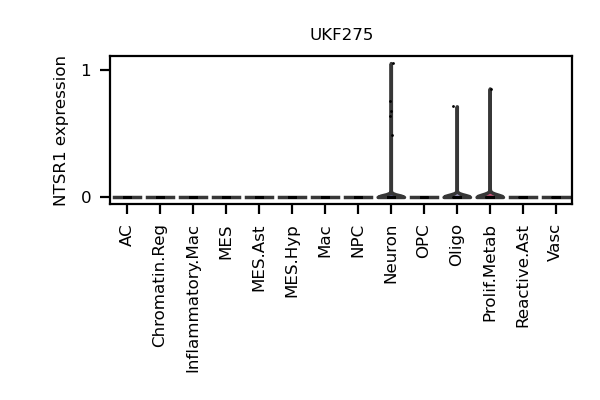 UKF275
NTSR1 expression
1
0
AC
Chromatin.Reg
Inflammatory.Mac
MES
MES.Ast
MES.Hyp
Mac
NPC
Neuron
OPC
Oligo
Prolif.Metab
Reactive.Ast
Vasc